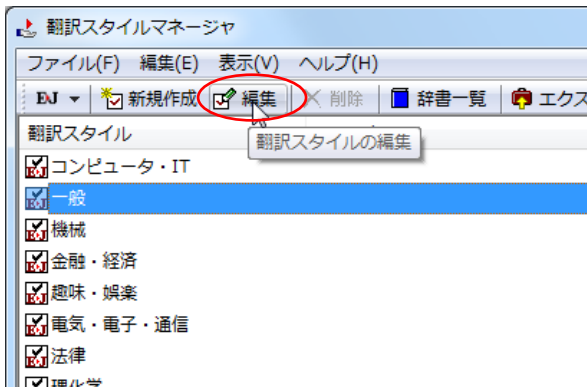 翻訳スタイルマネージャ
ファイル(F) 編集(E) 表示(V) ヘルプ(H)
EJ 新規作成 編集 削除 辞書一覧 エクス
翻訳スタイル
翻訳スタイルの編集
コンピュータ・IT
一般
機械
金融・経済
趣味・娯楽
電気・電子・通信
法律
理化学